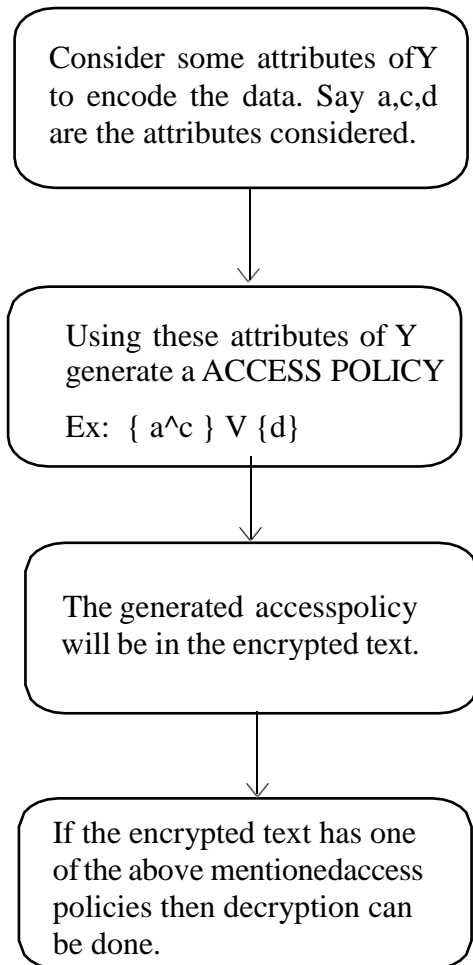 Consider some attributes ofY
to encode the data. Say a,c,d
are the attributes considered.
Using these attributes of Y
generate a ACCESS POLICY
Ex: { a^c } V {d}
The generated accesspolicy
will be in the encrypted text.
If the encrypted text has one
of the above mentionedaccess
policies then decryption can
be done.